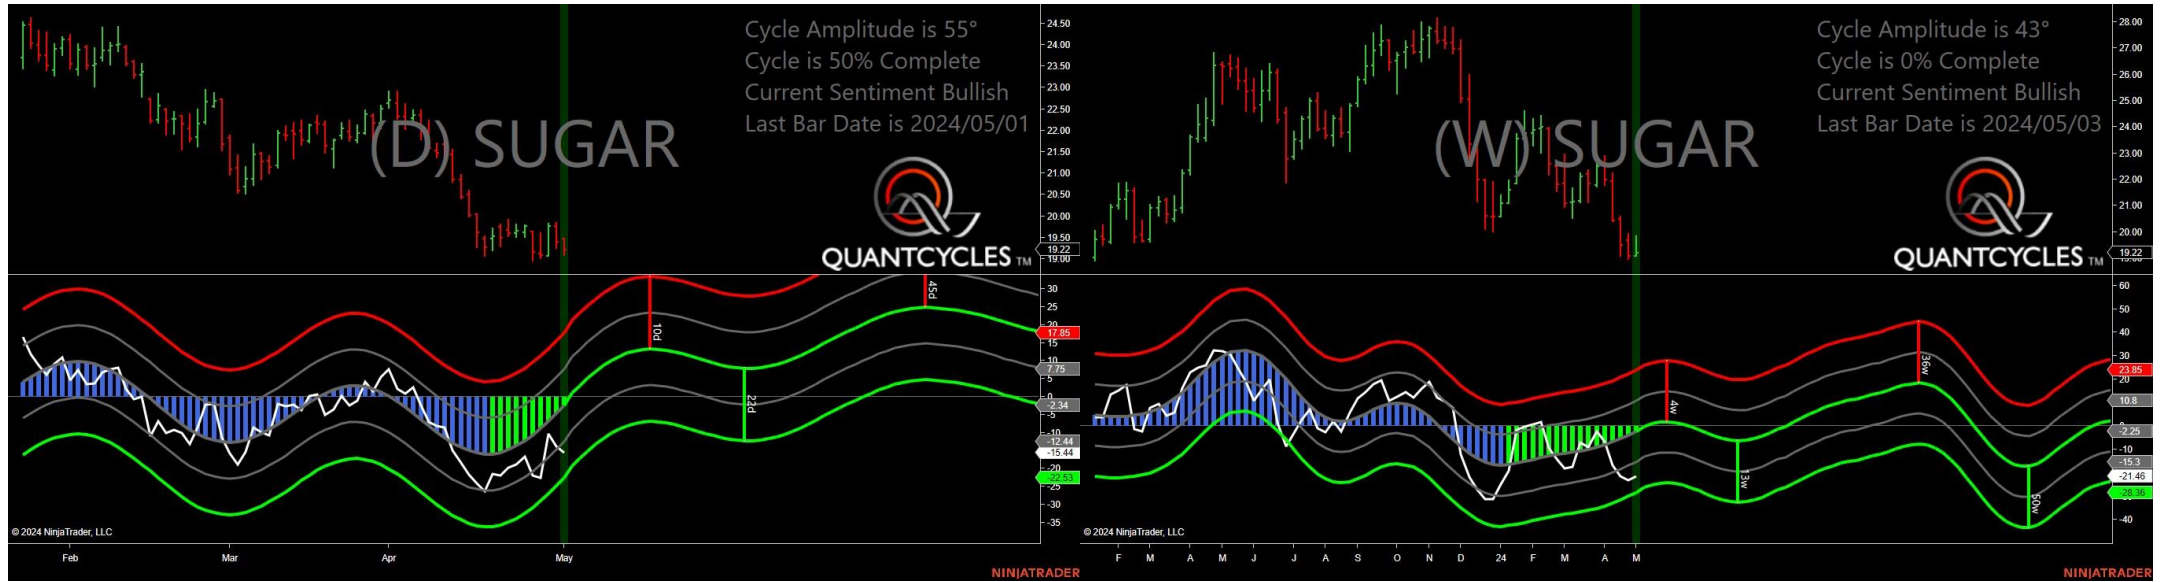 Cycle Amplitude is 55°
Cycle is 50% Complete
Current Sentiment Bullish
Last Bar Date is 2024/05/01
(D) SUGAR
QUANTCYCLES TM
24.50
24.00
23.50
23.00
22.50
22.00
21.50
21.00
20.50
20.00
19.50
19.22
19.00
45d
10d
22d
30
25
20
17.85
15
10
7.75
5
0
-2.34
-5
-10
-12.44
-15.44
-20
-22.53
-25
-30
-35
© 2024 NinjaTrader, LLC
Feb Mar Apr May
NINJATRADER
Cycle Amplitude is 43°
Cycle is 0% Complete
Current Sentiment Bullish
Last Bar Date is 2024/05/03
(W) SUGAR
QUANTCYCLES TM
28.00
27.00
26.00
25.00
24.00
23.00
22.00
21.00
20.00
19.22
4w
13w
36w
50w
60
50
40
30
23.85
20
10.8
-2.25
-10
-15.3
-21.46
-28.36
-40
© 2024 NinjaTrader, LLC
F M A M J J A S O N D 24 F M A M
NINJATRADER